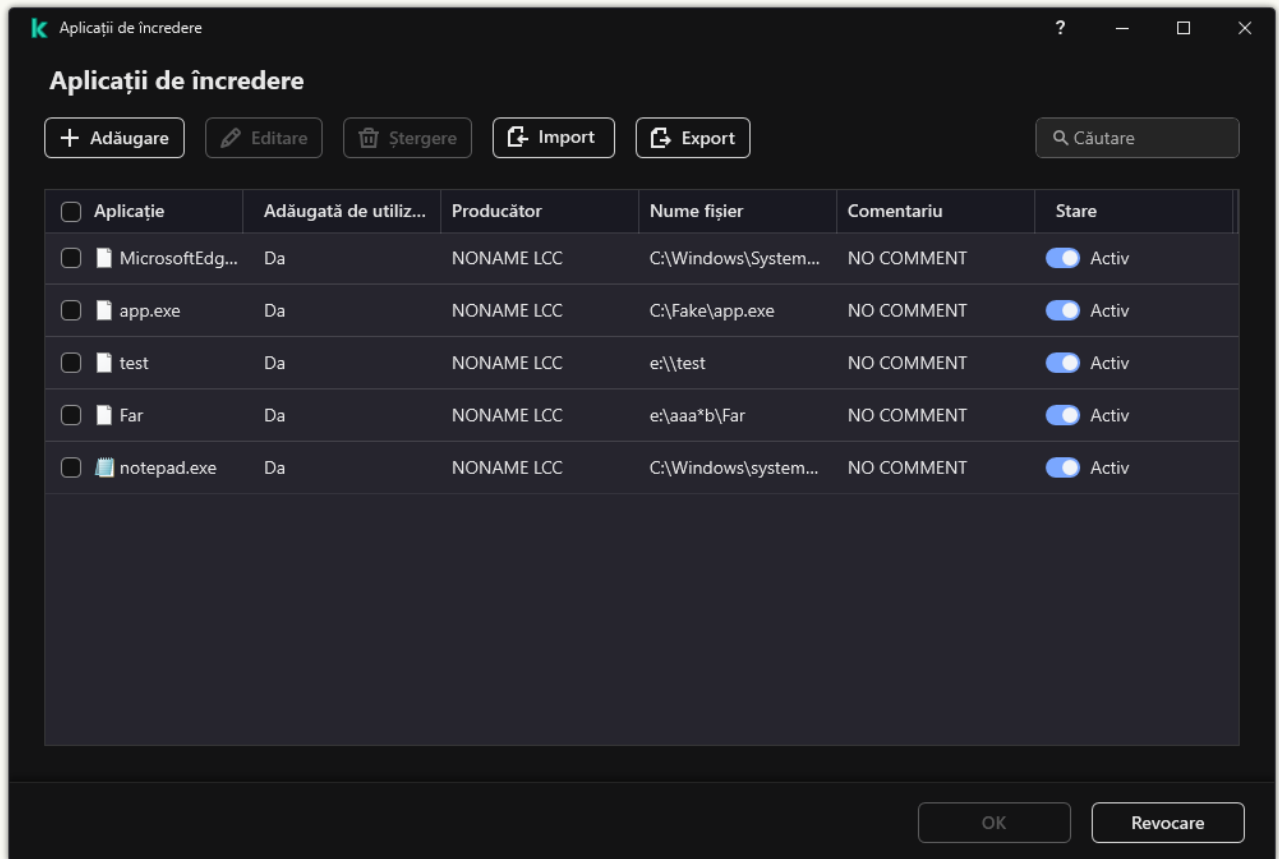 Aplicații de încredere
Aplicații de încredere
Adăugare Editare Ștergere Import Export Căutare
Aplicație Adăugată de utiliz... Producător Nume fișier Comentariu Stare
MicrosoftEdg... Da NONAME LCC C:\Windows\System... NO COMMENT Activ
app.exe Da NONAME LCC C:\Fake\app.exe NO COMMENT Activ
test Da NONAME LCC e:\\test NO COMMENT Activ
Far Da NONAME LCC e:\aaa*b\Far NO COMMENT Activ
notepad.exe Da NONAME LCC C:\Windows\system... NO COMMENT Activ
OK Revocare